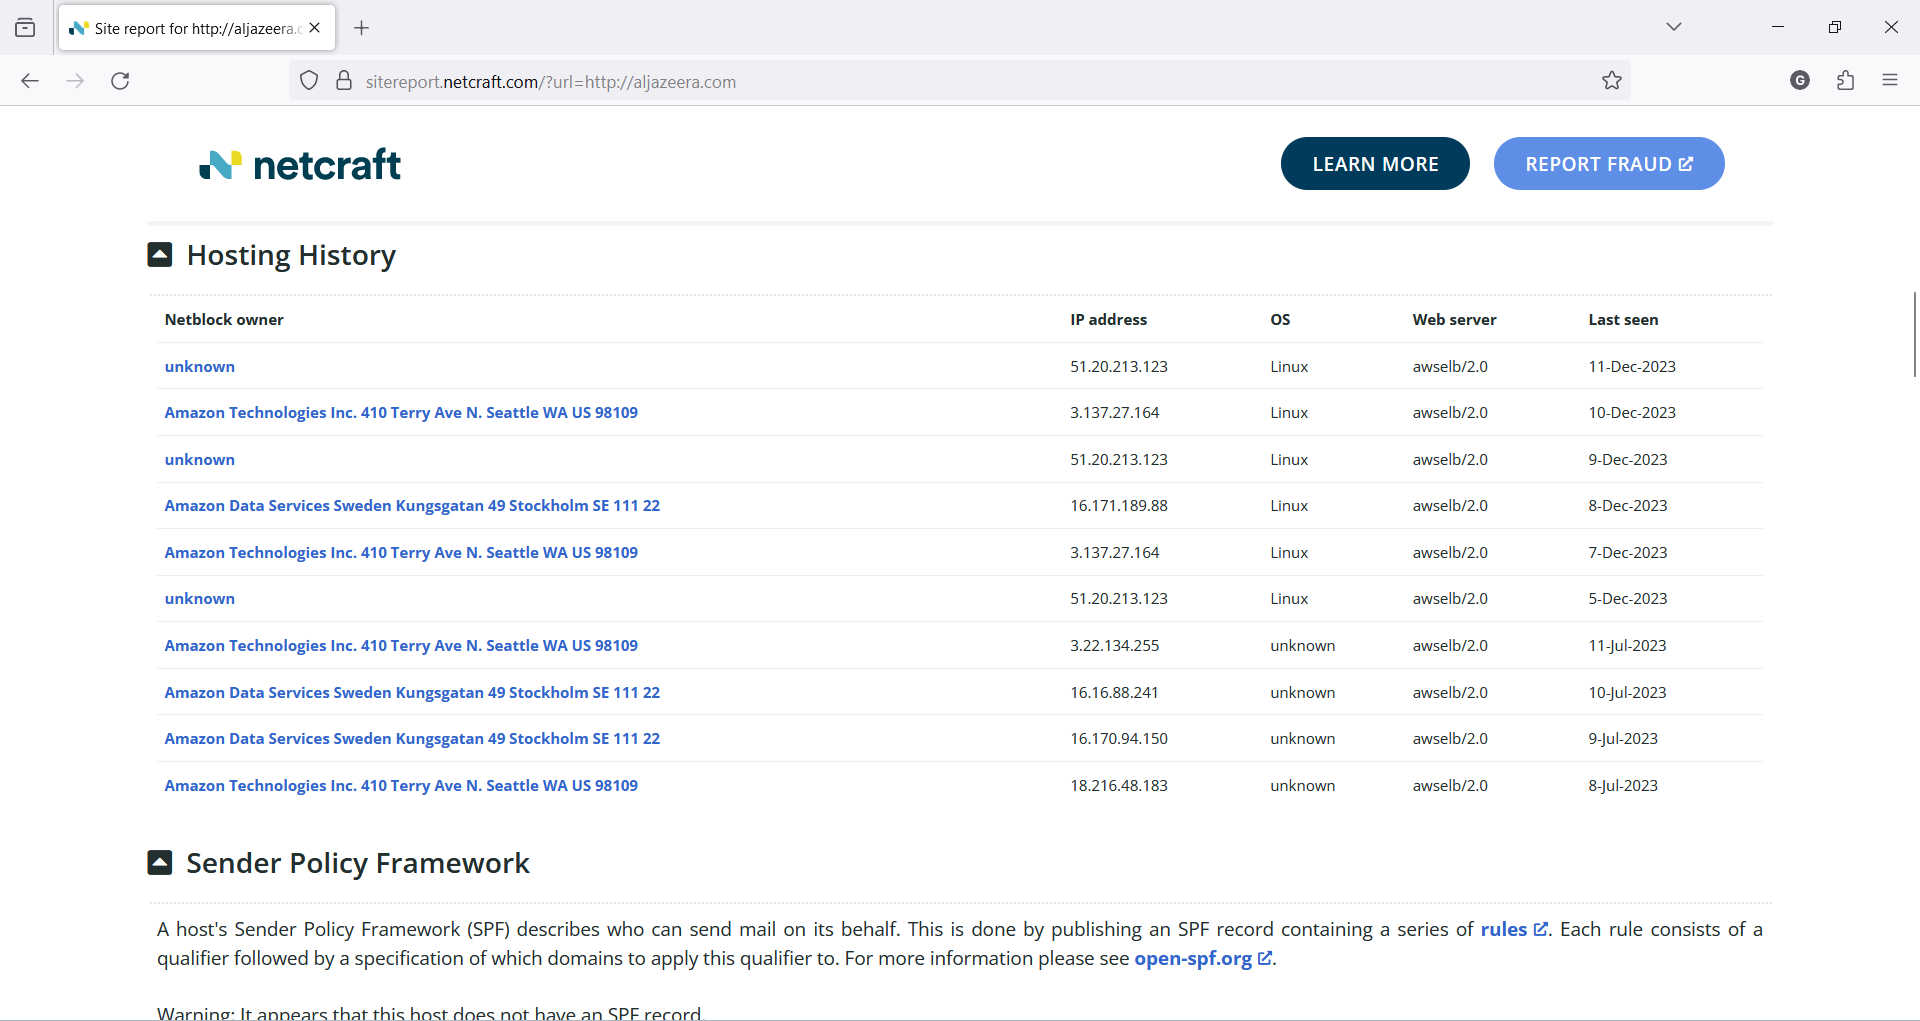 Site report for http://aljazeera.c
sitereport.netcraft.com/?url=http://aljazeera.com
G
netcraft
LEARN MORE
REPORT FRAUD
Hosting History
Netblock owner IP address OS Web server Last seen
unknown 51.20.213.123 Linux awselb/2.0 11-Dec-2023
Amazon Technologies Inc. 410 Terry Ave N. Seattle WA US 98109 3.137.27.164 Linux awselb/2.0 10-Dec-2023
unknown 51.20.213.123 Linux awselb/2.0 9-Dec-2023
Amazon Data Services Sweden Kungsgatan 49 Stockholm SE 111 22 16.171.189.88 Linux awselb/2.0 8-Dec-2023
Amazon Technologies Inc. 410 Terry Ave N. Seattle WA US 98109 3.137.27.164 Linux awselb/2.0 7-Dec-2023
unknown 51.20.213.123 Linux awselb/2.0 5-Dec-2023
Amazon Technologies Inc. 410 Terry Ave N. Seattle WA US 98109 3.22.134.255 unknown awselb/2.0 11-Jul-2023
Amazon Data Services Sweden Kungsgatan 49 Stockholm SE 111 22 16.16.88.241 unknown awselb/2.0 10-Jul-2023
Amazon Data Services Sweden Kungsgatan 49 Stockholm SE 111 22 16.170.94.150 unknown awselb/2.0 9-Jul-2023
Amazon Technologies Inc. 410 Terry Ave N. Seattle WA US 98109 18.216.48.183 unknown awselb/2.0 8-Jul-2023
Sender Policy Framework
A host's Sender Policy Framework (SPF) describes who can send mail on its behalf. This is done by publishing an SPF record containing a series of rules. Each rule consists of a
qualifier followed by a specification of which domains to apply this qualifier to. For more information please see open-spf.org.
Warning: It appears that this host does not have an SPF record.